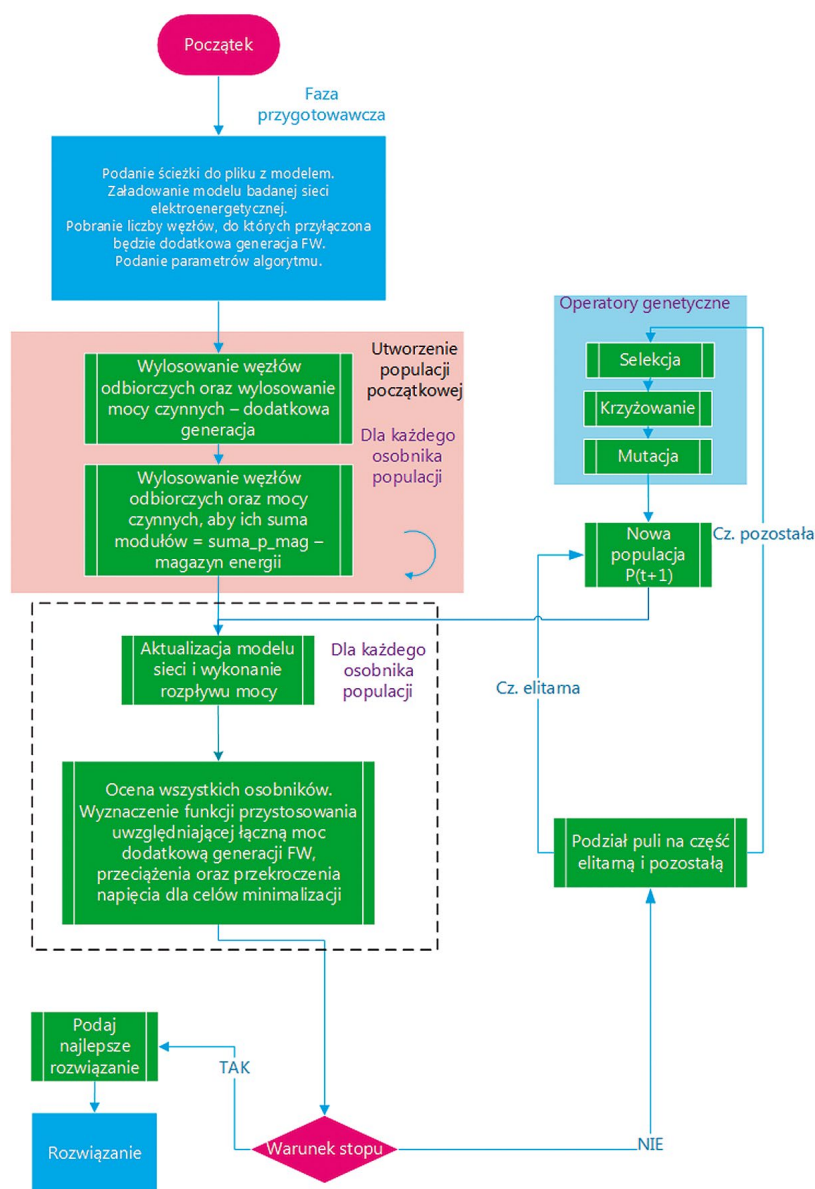 Początek
Faza
przygotowawcza
Podanie ścieżki do pliku z modelem.
Załadowanie modelu badanej sieci
elektroenergetycznej.
Pobranie liczby węzłów, do których przyłączona
będzie dodatkowa generacja FW.
Podanie parametrów algorytmu.
Utworzenie
populacji
początkowej
Wylosowanie węzłów
odbiorczych oraz wylosowanie
mocy czynnych – dodatkowa
generacja
Dla każdego
osobnika
populacji
Wylosowanie węzłów
odbiorczych oraz mocy
czynnych, aby ich suma
modułów = suma_p_mag –
magazyn energii
Operatory genetyczne
Selekcja
Krzyżowanie
Mutacja
Nowa
populacja
P(t+1)
Cz. pozostała
Cz. elitarna
Aktualizacja modelu
sieci i wykonanie
rozpływu mocy
Dla każdego
osobnika
populacji
Ocena wszystkich osobników.
Wyznaczenie funkcji przystosowania
uwzględniającej łączną moc
dodatkową generacji FW,
przeciążenia oraz przekroczenia
napięcia dla celów minimalizacji
Podział puli na część
elitarną i pozostałą
Podaj
najlepsze
rozwiązanie
TAK
Warunek stopu
NIE
Rozwiązanie